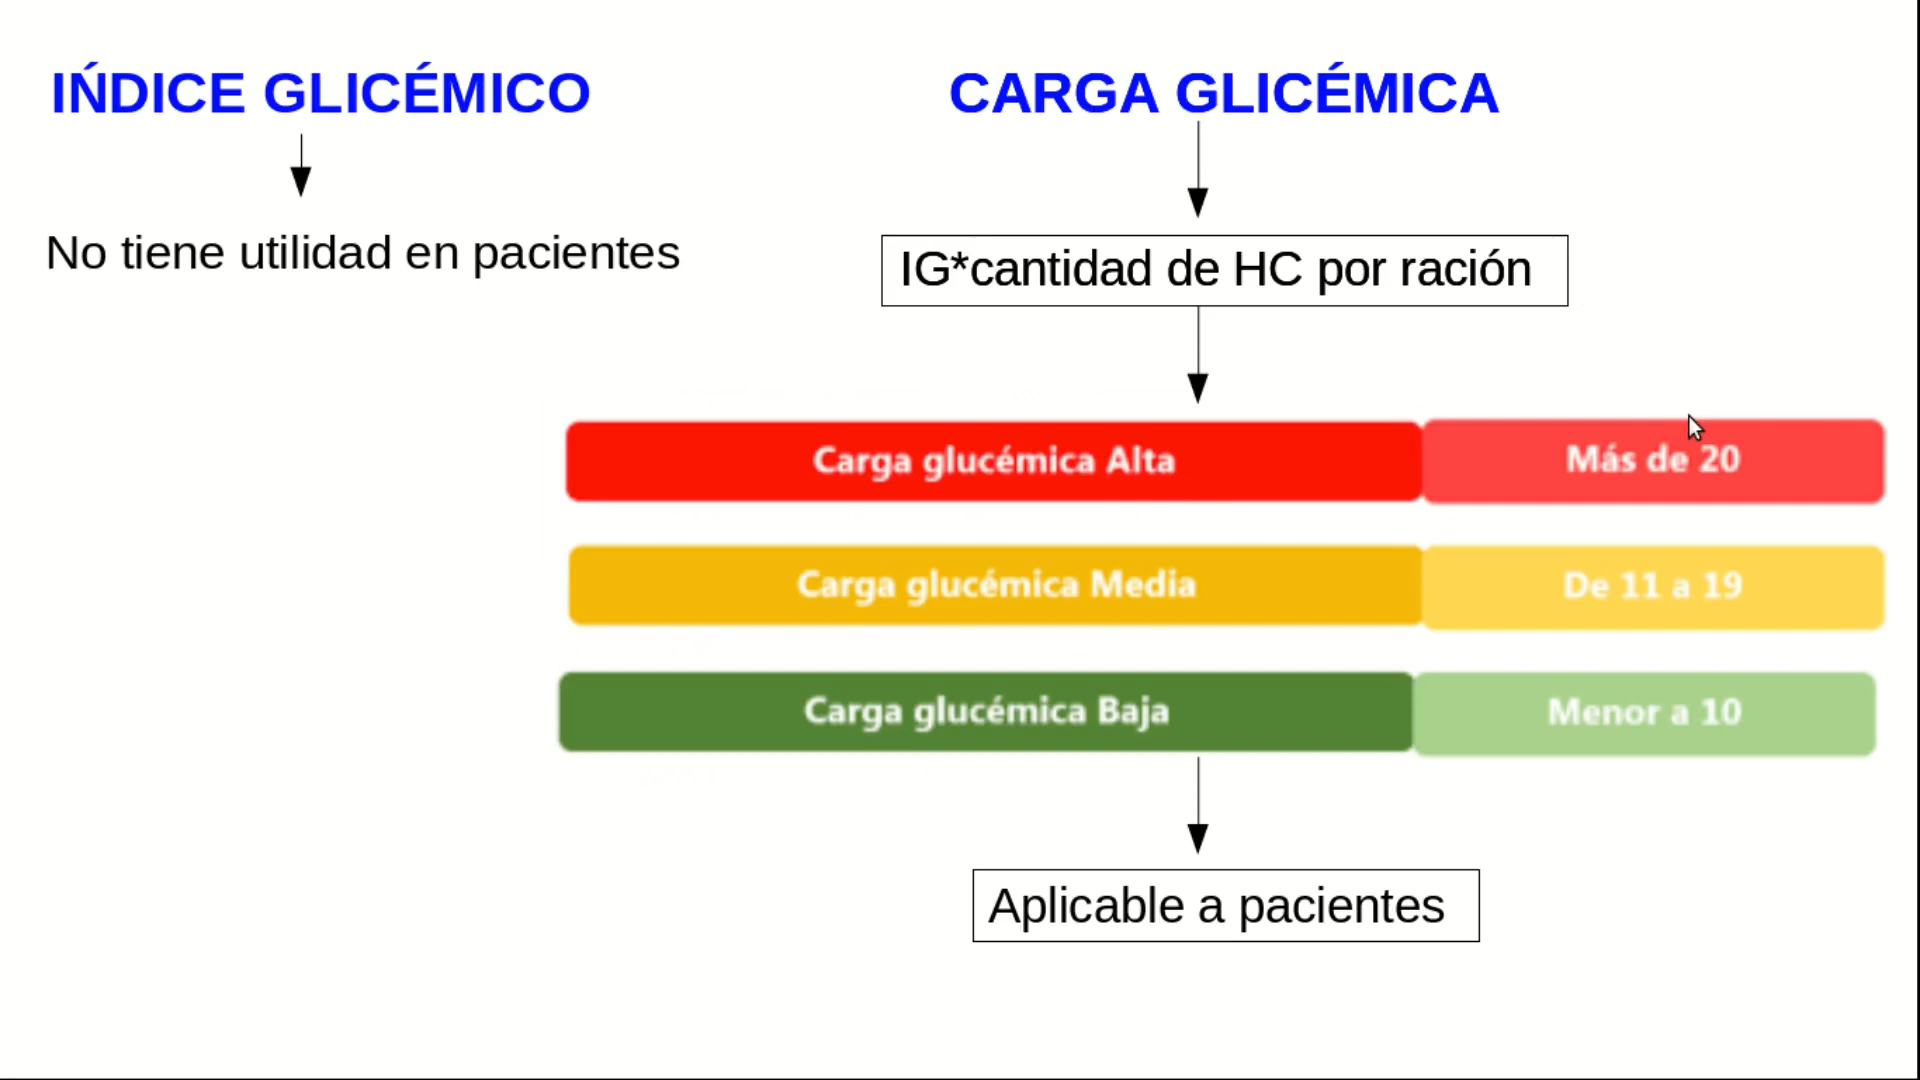 IŃDICE GLICÉMICO
No tiene utilidad en pacientes
CARGA GLICÉMICA
IG*cantidad de HC por ración
Carga glucémica Alta Más de 20
Carga glucémica Media De 11 a 19
Carga glucémica Baja Menor a 10
Aplicable a pacientes